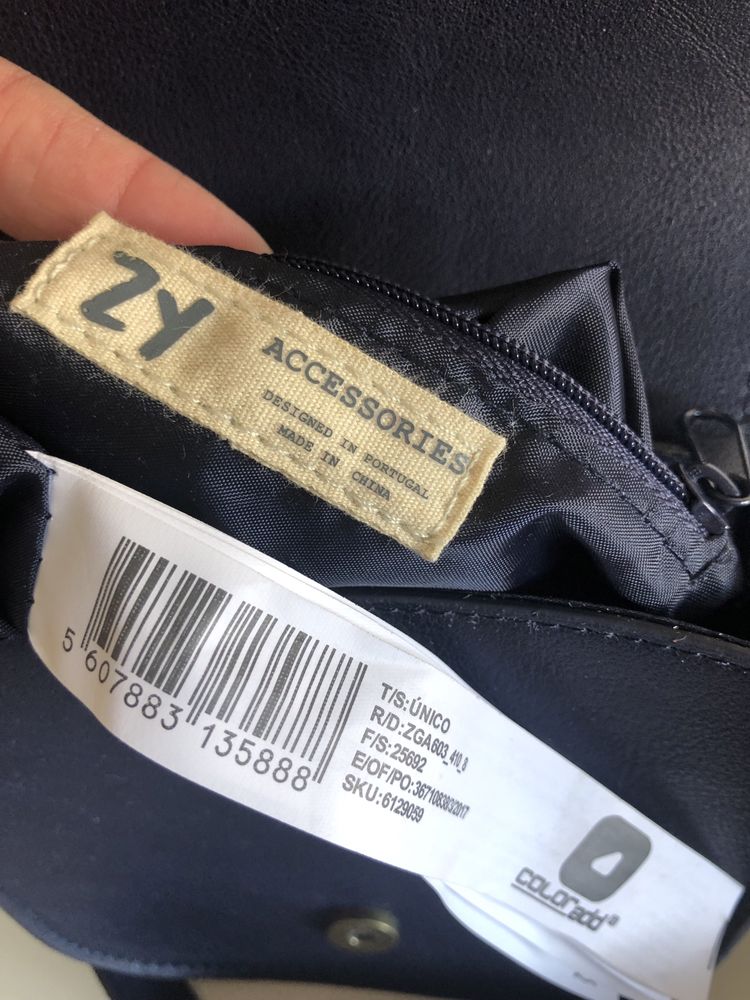 ZY
ACCESSORIES
DESIGNED IN PORTUGAL
MADE IN CHINA
5 607883 135888
T/S:ÚNICO
R/D:ZGA603_410_8
F/S:25692
E/OF/PO:3671083832017
SKU:6129059
COLORadd®